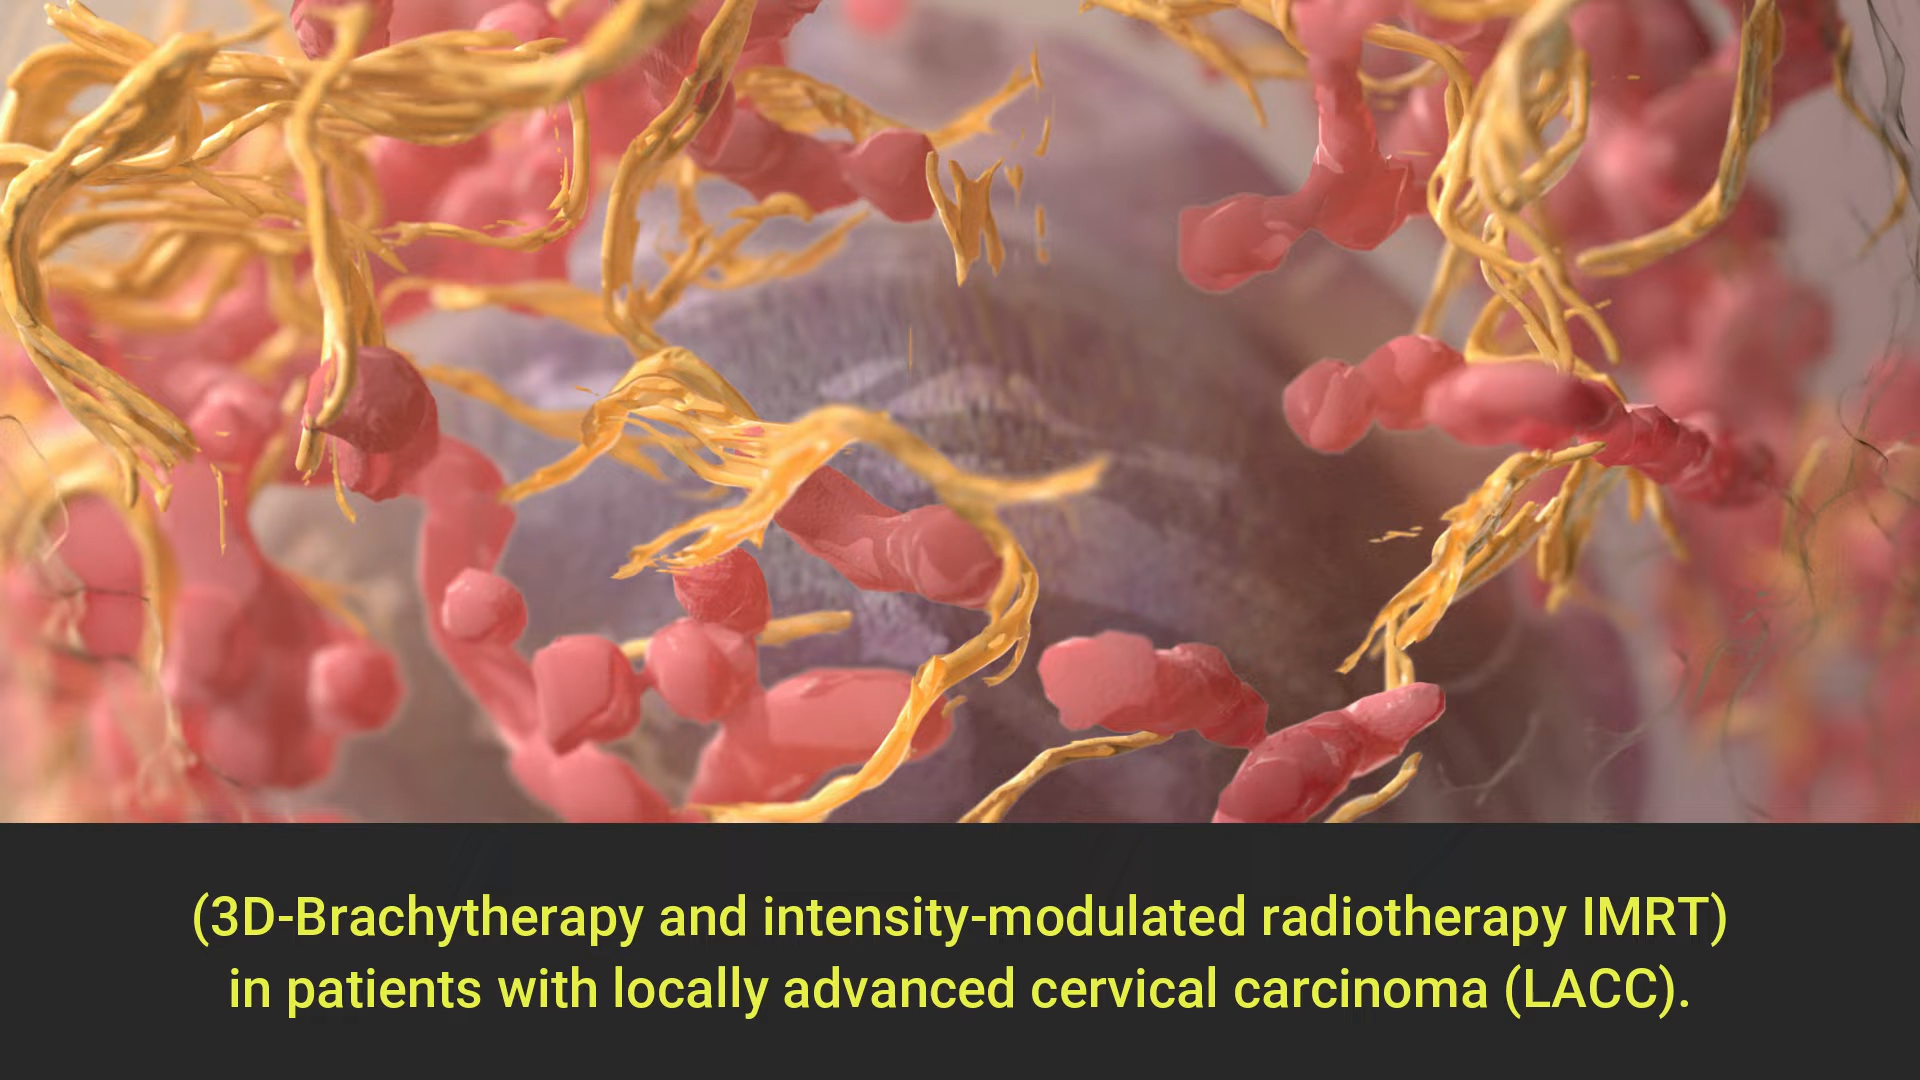 (3D-Brachytherapy and intensity-modulated radiotherapy IMRT)
in patients with locally advanced cervical carcinoma (LACC).